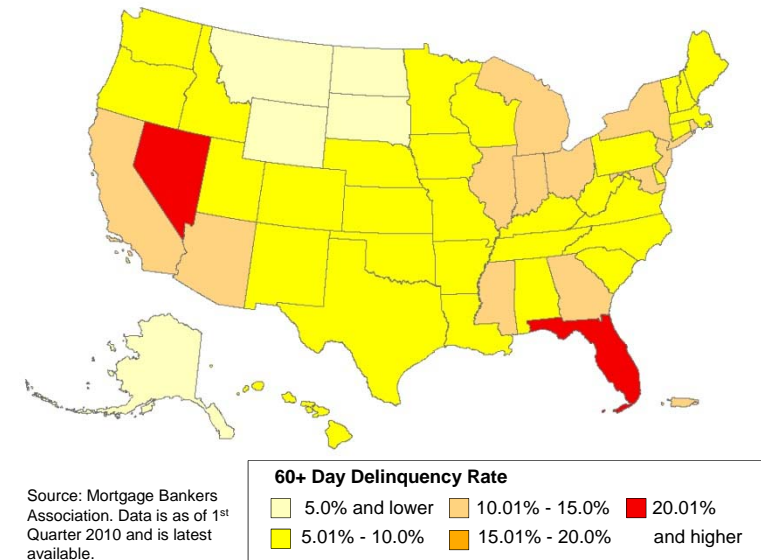 60+ Day Delinquency Rate
5.0% and lower
10.01% - 15.0%
20.01%
and higher
5.01% - 10.0%
15.01% - 20.0%
Source: Mortgage Bankers
Association. Data is as of 1st
Quarter 2010 and is latest
available.